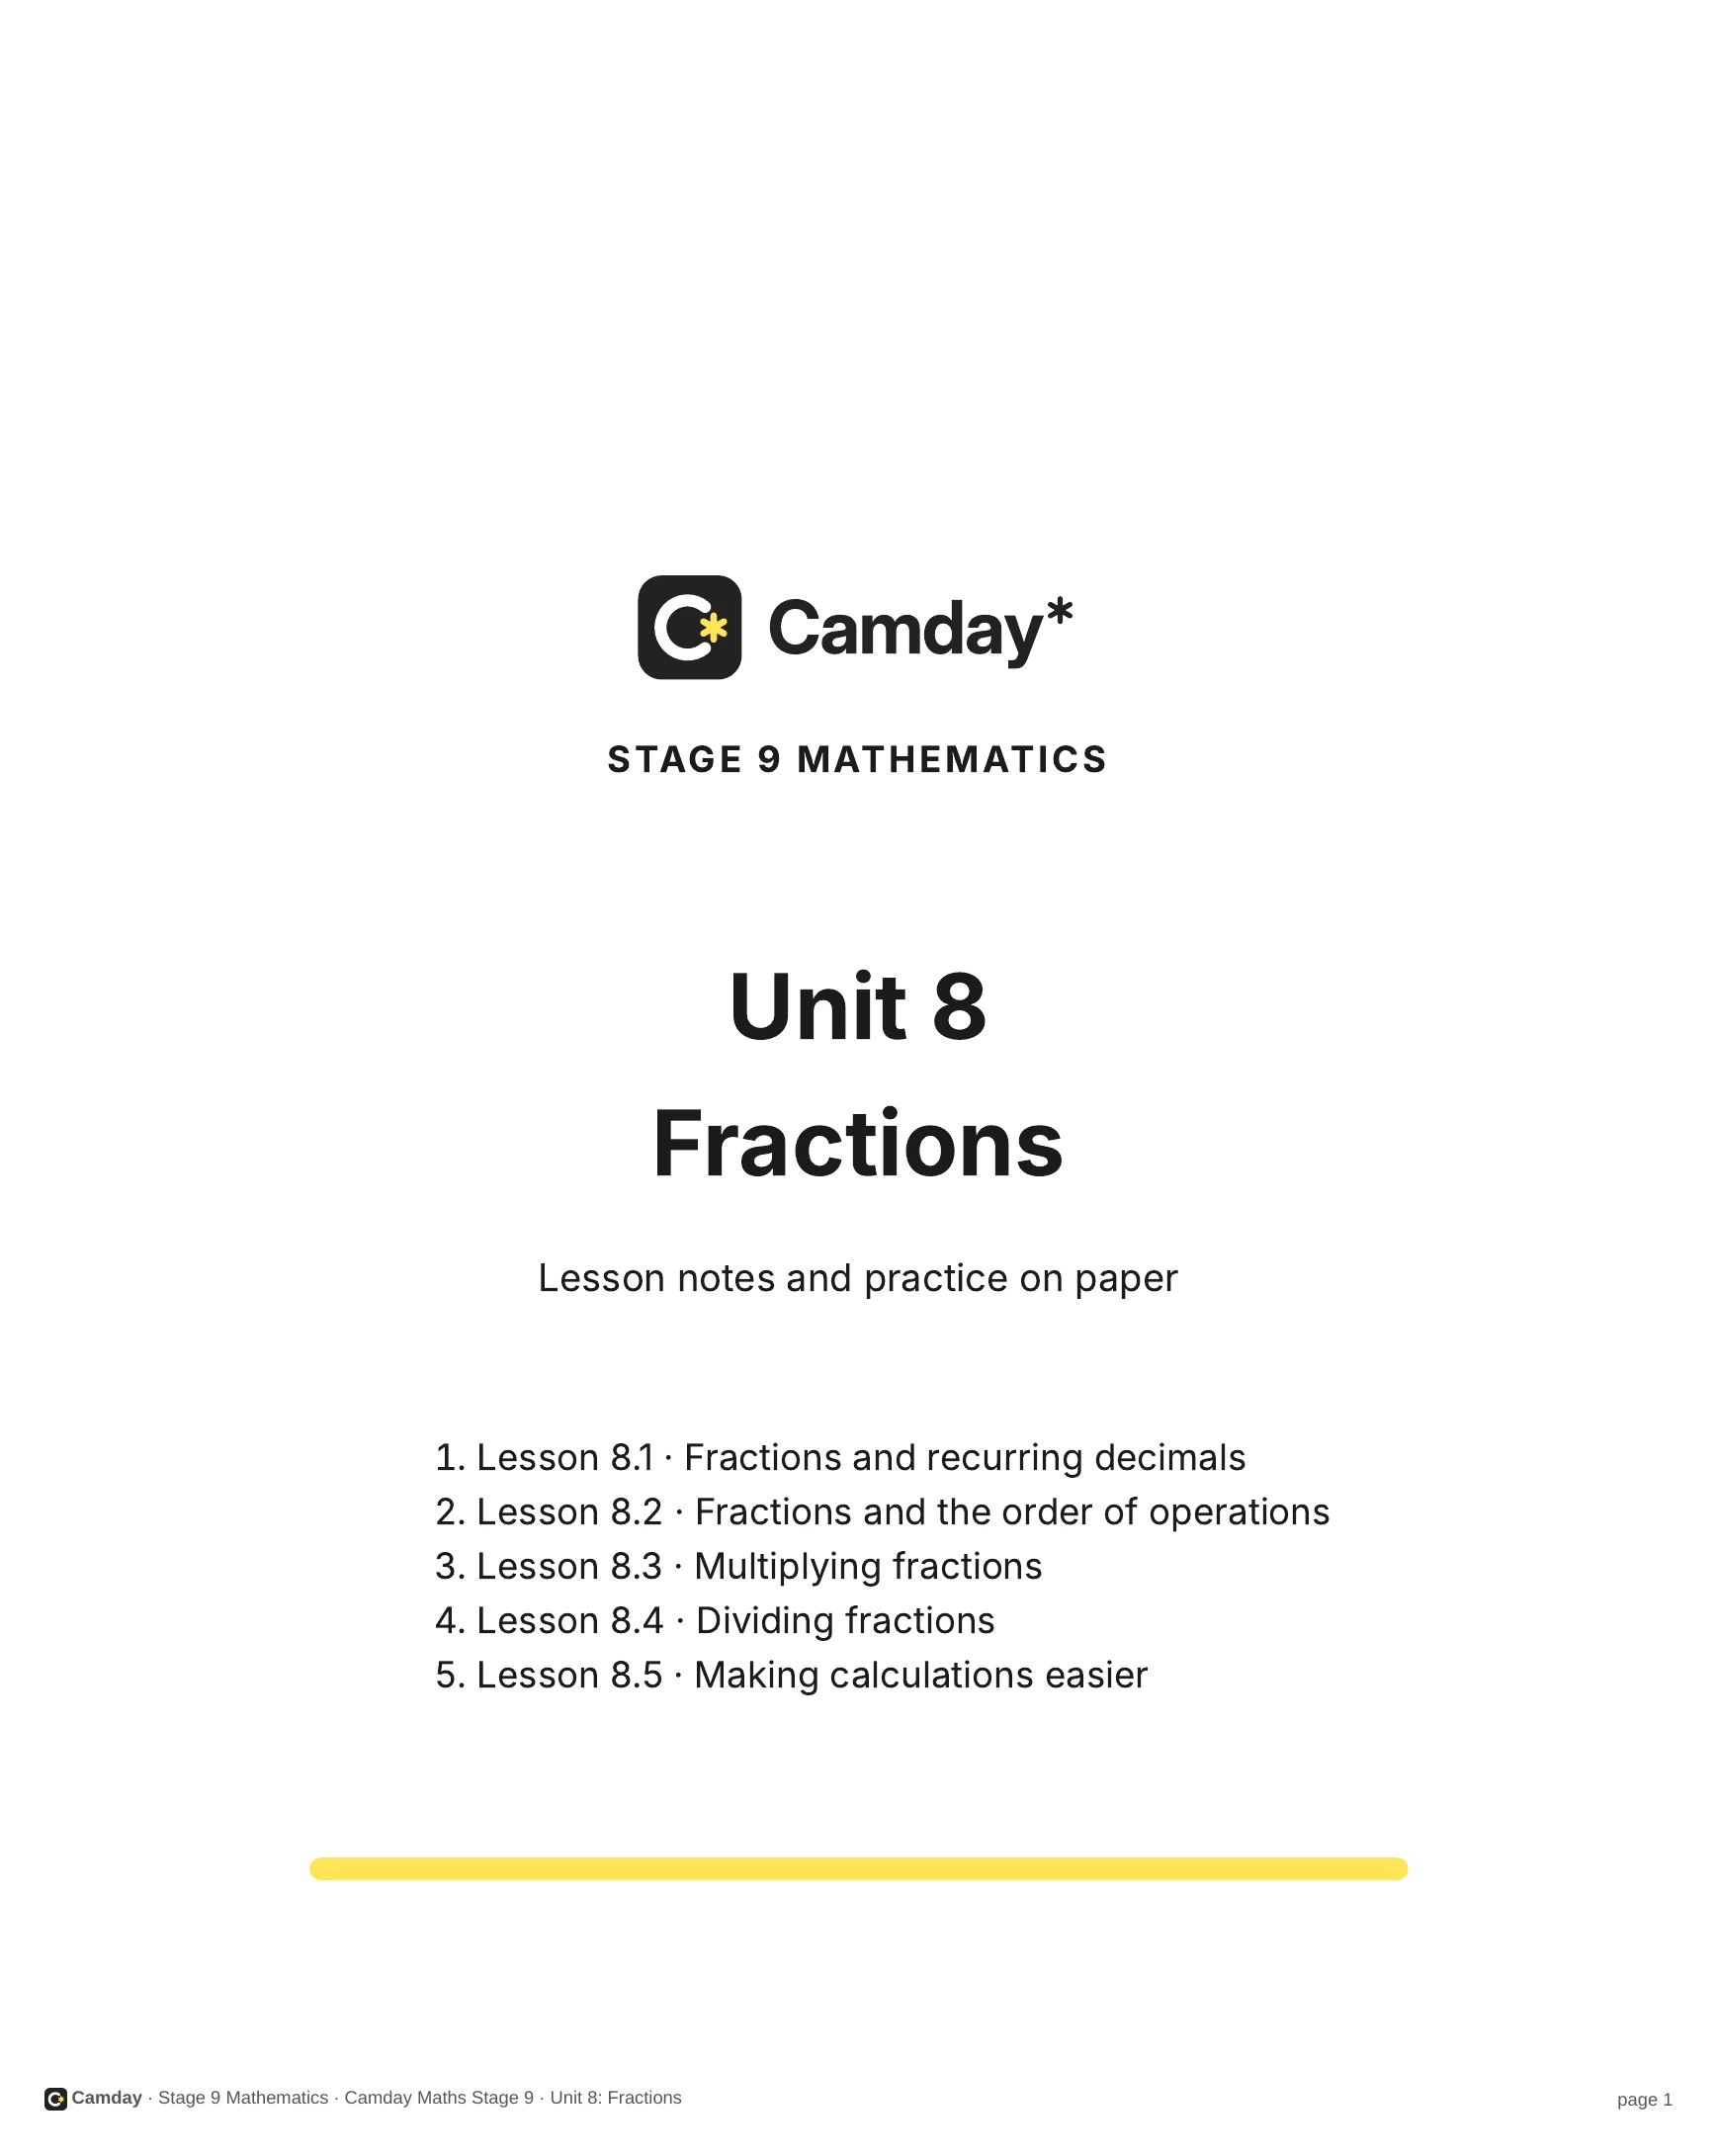 Camday*
STAGE 9 MATHEMATICS
Unit 8
Fractions
Lesson notes and practice on paper
1. Lesson 8.1 · Fractions and recurring decimals
2. Lesson 8.2 · Fractions and the order of operations
3. Lesson 8.3 · Multiplying fractions
4. Lesson 8.4 · Dividing fractions
5. Lesson 8.5 · Making calculations easier
Camday · Stage 9 Mathematics · Camday Maths Stage 9 · Unit 8: Fractions
page 1